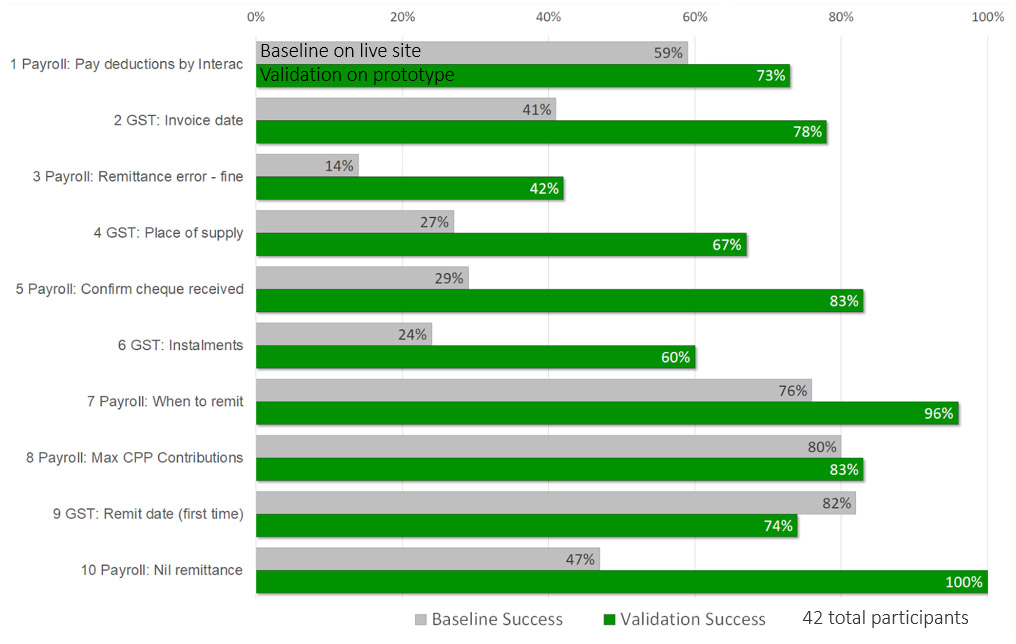 0% 20% 40% 60% 80% 100%
1 Payroll: Pay deductions by Interac
Baseline on live site 59%
Validation on prototype 73%
2 GST: Invoice date
41%
78%
3 Payroll: Remittance error - fine
14%
42%
4 GST: Place of supply
27%
67%
5 Payroll: Confirm cheque received
29%
83%
6 GST: Instalments
24%
60%
7 Payroll: When to remit
76%
96%
8 Payroll: Max CPP Contributions
80%
83%
9 GST: Remit date (first time)
82%
74%
10 Payroll: Nil remittance
47%
100%
Baseline Success Validation Success 42 total participants